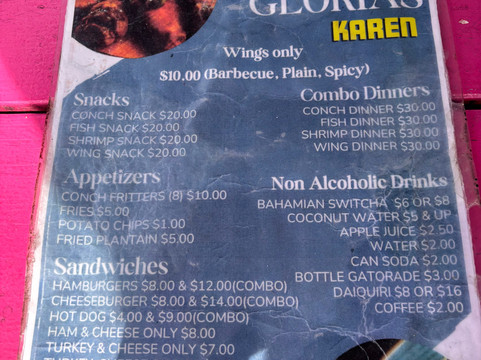 GLORIAS
KAREN
Wings only
$10.00 (Barbecue, Plain, Spicy)
Snacks
CONCH SNACK $20.00
FISH SNACK $20.00
SHRIMP SNACK $20.00
WING SNACK $20.00
Combo Dinners
CONCH DINNER $30.00
FISH DINNER $30.00
SHRIMP DINNER $30.00
WING DINNER $30.00
Appetizers
CONCH FRITTERS (8) $10.00
FRIES $5.00
POTATO CHIPS $1.00
FRIED PLANTAIN $5.00
Non Alcoholic Drinks
BAHAMIAN SWITCHA $6 OR $8
COCONUT WATER $5 & UP
APPLE JUICE $2.50
WATER $2.00
CAN SODA $2.00
BOTTLE GATORADE $3.00
DAIQUIRI $8 OR $16
COFFEE $2.00
Sandwiches
HAMBURGERS $8.00 & $12.00(COMBO)
CHEESEBURGER $8.00 & $14.00(COMBO)
HOT DOG $4.00 & $9.00(COMBO)
HAM & CHEESE ONLY $8.00
TURKEY & CHEESE ONLY $7.00